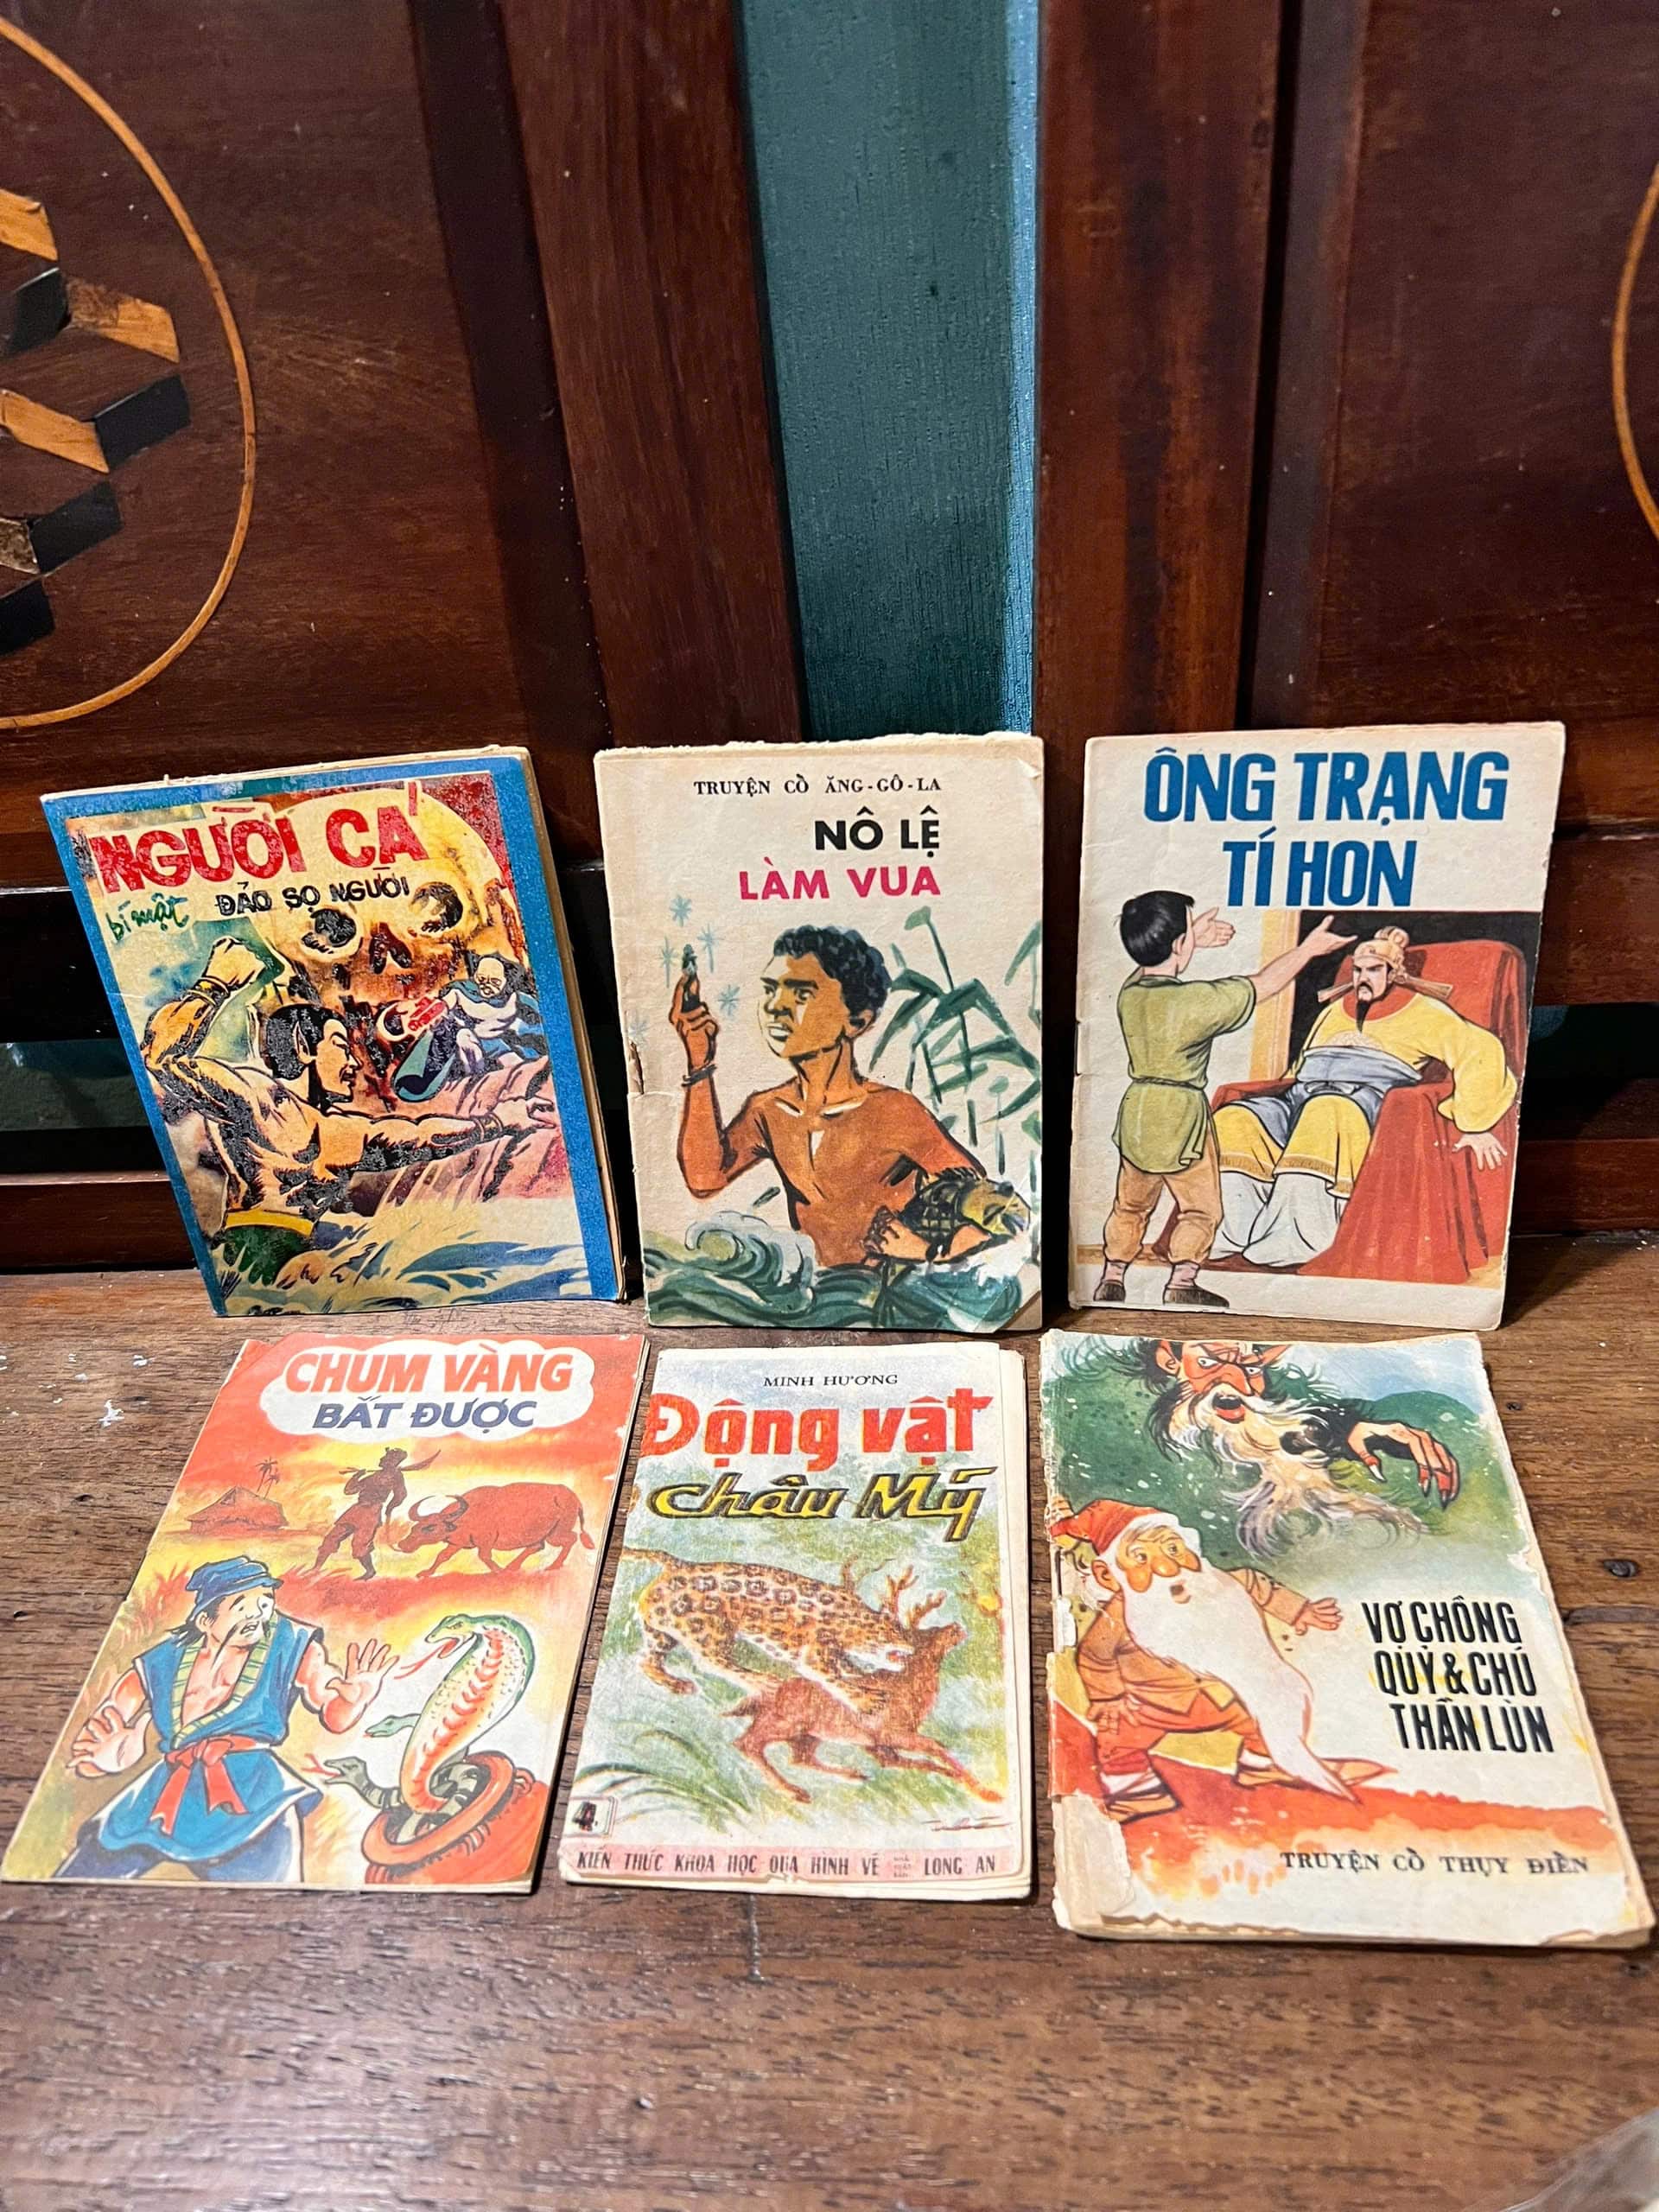 NGƯỜI CÁ
bí mật ĐẢO SỌ NGƯỜI
TRUYỆN CỔ ĂNG-GÔ-LA
NÔ LỆ
LÀM VUA
ÔNG TRẠNG
TÍ HON
CHUM VÀNG
BẮT ĐƯỢC
MINH HƯƠNG
Động vật
châu Mỹ
4
KIẾN THỨC KHOA HỌC QUA HÌNH VẼ LONG AN
VỢ CHỒNG
QUỶ & CHÚ
THẦN LÙN
TRUYỆN CỔ THỤY ĐIỂN